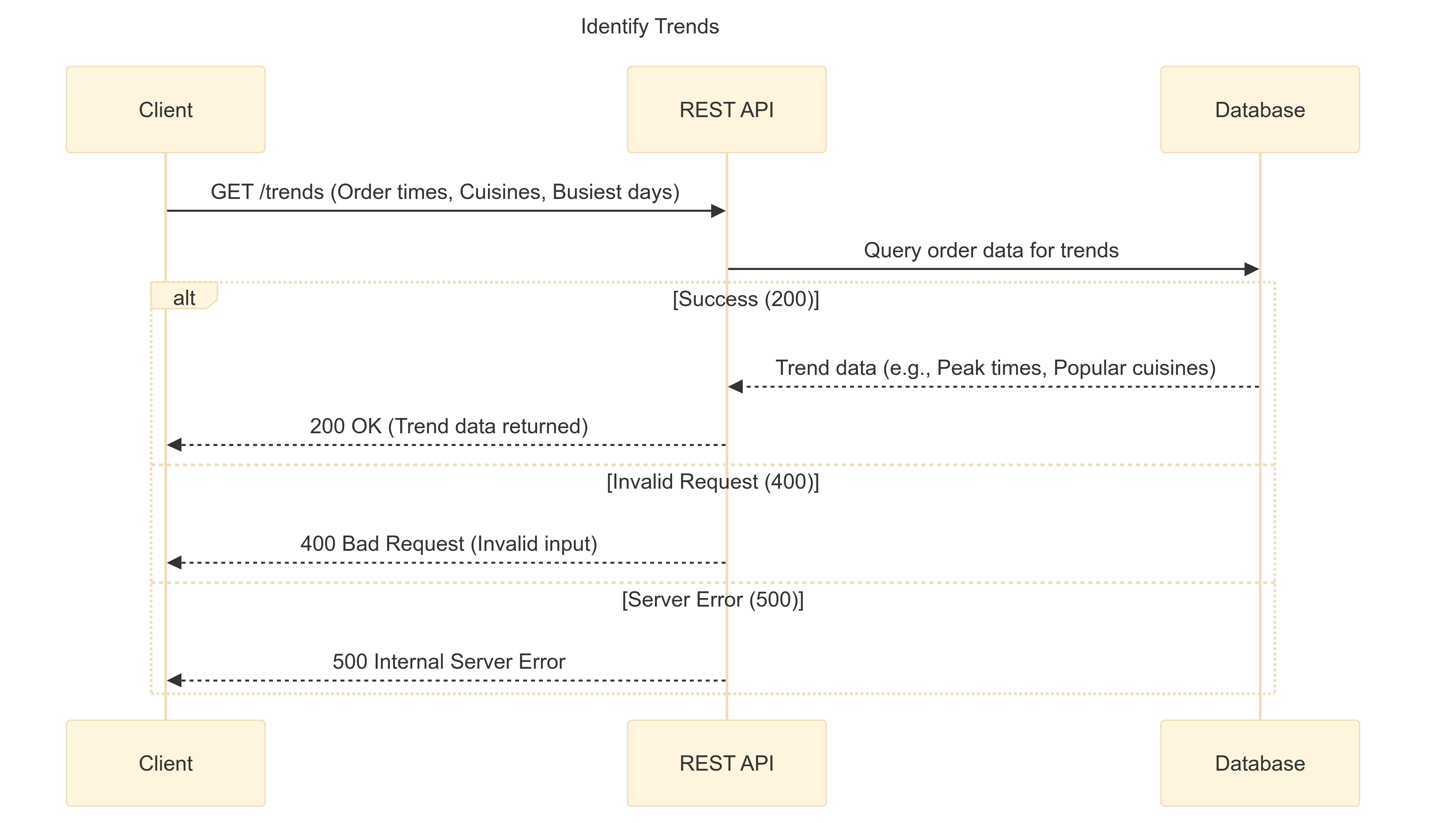 Identify Trends
Client
REST API
Database
GET /trends (Order times, Cuisines, Busiest days)
Query order data for trends
alt
[Success (200)]
Trend data (e.g., Peak times, Popular cuisines)
200 OK (Trend data returned)
[Invalid Request (400)]
400 Bad Request (Invalid input)
[Server Error (500)]
500 Internal Server Error
Client
REST API
Database